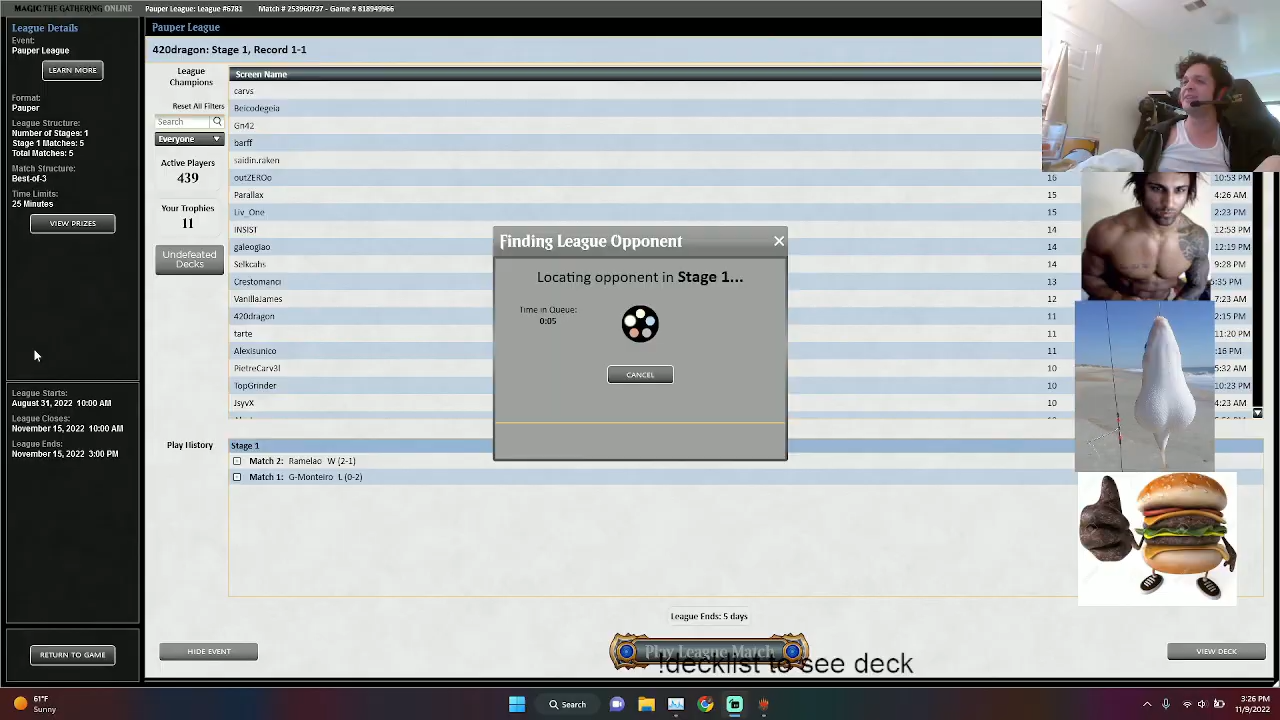 MAGIC THE GATHERING ONLINE
Pauper League: League #6781
Match # 253960737 - Game # 818949966
League Details
Event:
Pauper League
LEARN MORE
Format:
Pauper
League Structure:
Number of Stages: 1
Stage 1 Matches: 5
Total Matches: 5
Match Structure:
Best-of-3
Time Limits:
25 Minutes
VIEW PRIZES
League Starts:
August 31, 2022 10:00 AM
League Closes:
November 15, 2022 10:00 AM
League Ends:
November 15, 2022 3:00 PM
RETURN TO GAME
Pauper League
420dragon: Stage 1, Record 1-1
League
Champions
Reset All Filters
Search
Everyone
Active Players
439
Your Trophies
11
Undefeated
Decks
Screen Name
carvs
Beicodegeia
Gn42
barff
saidin.raken
outZEROo 16 10:53 PM
Parallax 15 4:26 AM
Liv_One 15 2:23 PM
INSIST 14 12:53 PM
galeogiao 14 12:19 PM
Selkcahs 14 9:28 PM
Crestomanci 13 6:35 PM
VanillaJames 12
420dragon 11 2:15 PM
tarte 11 11:20 PM
Alexisunico 11 :16 PM
PietreCarv3l 10 5:32 AM
TopGrinder 10 2:23 AM
JsyvX 10 4:23 AM
Finding League Opponent
Locating opponent in Stage 1...
Time in Queue:
0:05
CANCEL
Play History
Stage 1
Match 2: Ramelao W (2-1)
Match 1: G-Monteiro L (0-2)
League Ends: 5 days
HIDE EVENT
Play League Match
!decklist to see deck
VIEW DECK
61°F
Sunny
Search
3:26 PM
11/9/2022